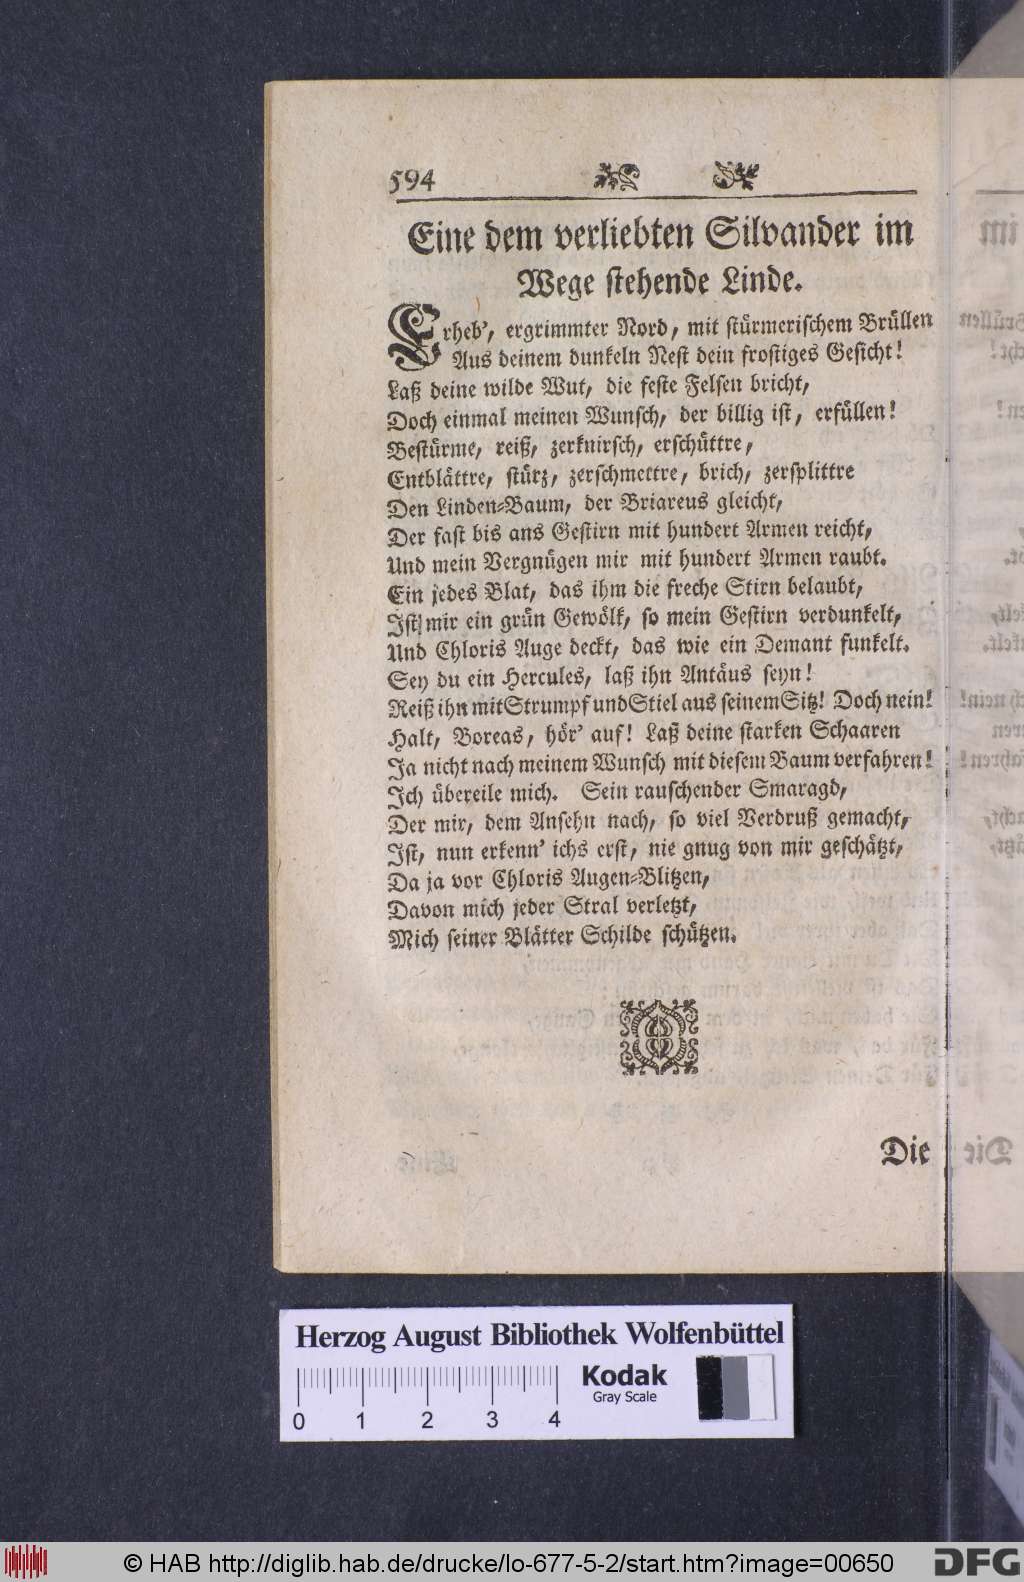 594
Eine dem verliebten Silvander im
Wege stehende Linde.
Erheb', ergrimmter Nord, mit stürmerischem Brüllen
Aus deinem dunkeln Nest dein frostiges Gesicht!
Laß deine wilde Wut, die feste Felsen bricht,
Doch einmal meinen Wunsch, der billig ist, erfüllen!
Bestürme, reiß, zerknirsch, erschüttre,
Entblättre, stürz, zerschmettre, brich, zersplittre
Den Linden-Baum, der Briareus gleicht,
Der fast bis ans Gestirn mit hundert Armen reicht,
Und mein Vergnügen mir mit hundert Armen raubt.
Ein jedes Blat, das ihm die freche Stirn belaubt,
Ist mir ein grün Gewölk, so mein Gestirn verdunkelt,
Und Chloris Auge deckt, das wie ein Demant funkelt.
Sey du ein Hercules, laß ihn Antäus seyn!
Reiß ihn mit Strumpf und Stiel aus seinem Sitz! Doch nein!
Halt, Boreas, hör' auf! Laß deine starken Schaaren
Ja nicht nach meinem Wunsch mit diesem Baum verfahren!
Ich übereile mich. Sein rauschender Smaragd,
Der mir, dem Ansehn nach, so viel Verdruß gemacht,
Ist, nun erkenn' ichs erst, nie gnug von mir geschätzt,
Da ja vor Chloris Augen-Blitzen,
Davon mich jeder Stral verletzt,
Mich seiner Blätter Schilde schützen.
Die
Herzog August Bibliothek Wolfenbüttel
Kodak
Gray Scale
0 1 2 3 4
© HAB http://diglib.hab.de/drucke/lo-677-5-2/start.htm?image=00650
DFG